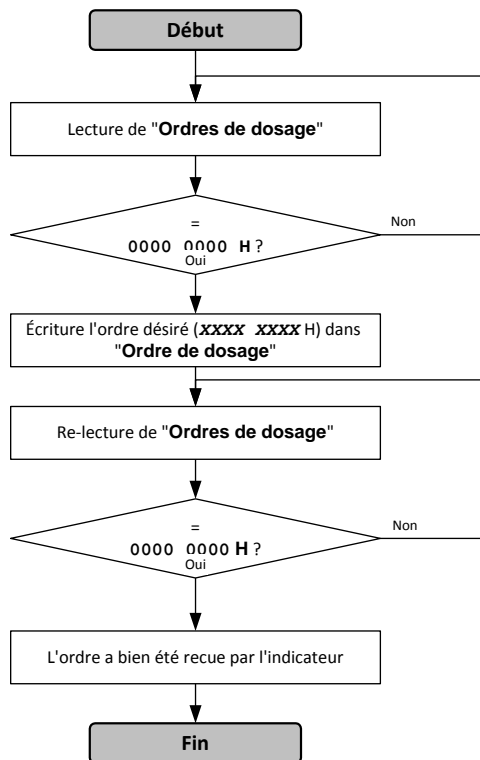 Début
Lecture de "Ordres de dosage"
=
0000 0000 H ?
Oui
Non
Écriture l'ordre désiré (xxxx xxxx H) dans
"Ordre de dosage"
Re-lecture de "Ordres de dosage"
=
0000 0000 H ?
Oui
Non
L'ordre a bien été recue par l'indicateur
Fin